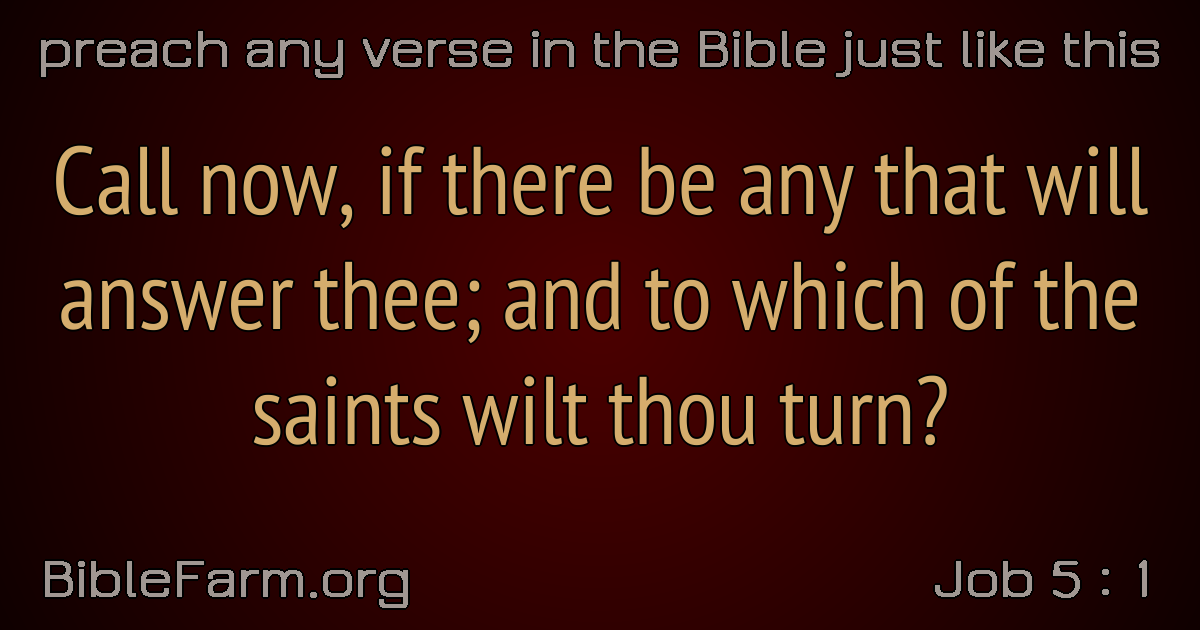 preach any verse in the Bible just like this
Call now, if there be any that will
answer thee; and to which of the
saints wilt thou turn?
BibleFarm.org
Job 5 : 1